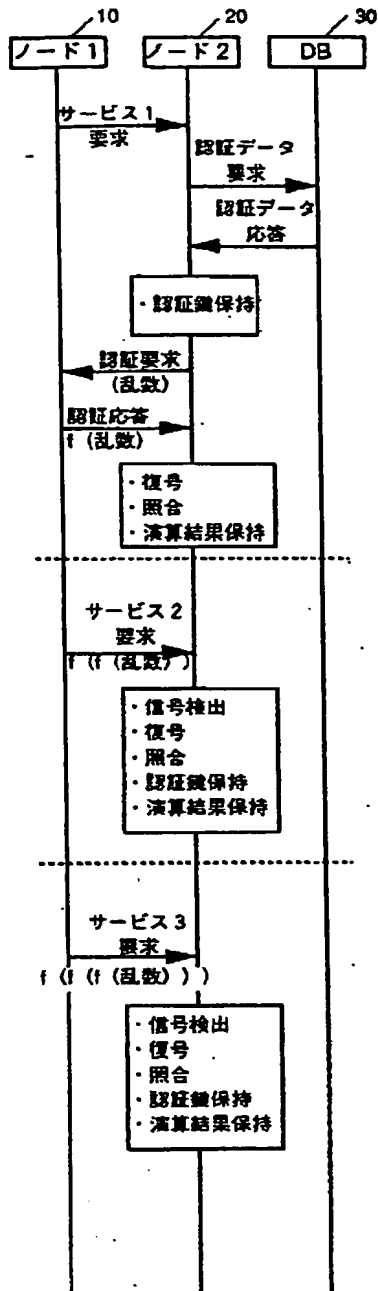 10
20
30
ノード1
ノード2
DB
サービス1
要求
認証データ
要求
認証データ
応答
・認証鍵保持
認証要求
(乱数)
認証応答
f (乱数)
・復号
・照合
・演算結果保持
サービス2
要求
f (f (乱数) )
・信号検出
・復号
・照合
・認証鍵保持
・演算結果保持
サービス3
要求
f (f (f (乱数) ) )
・信号検出
・復号
・照合
・認証鍵保持
・演算結果保持